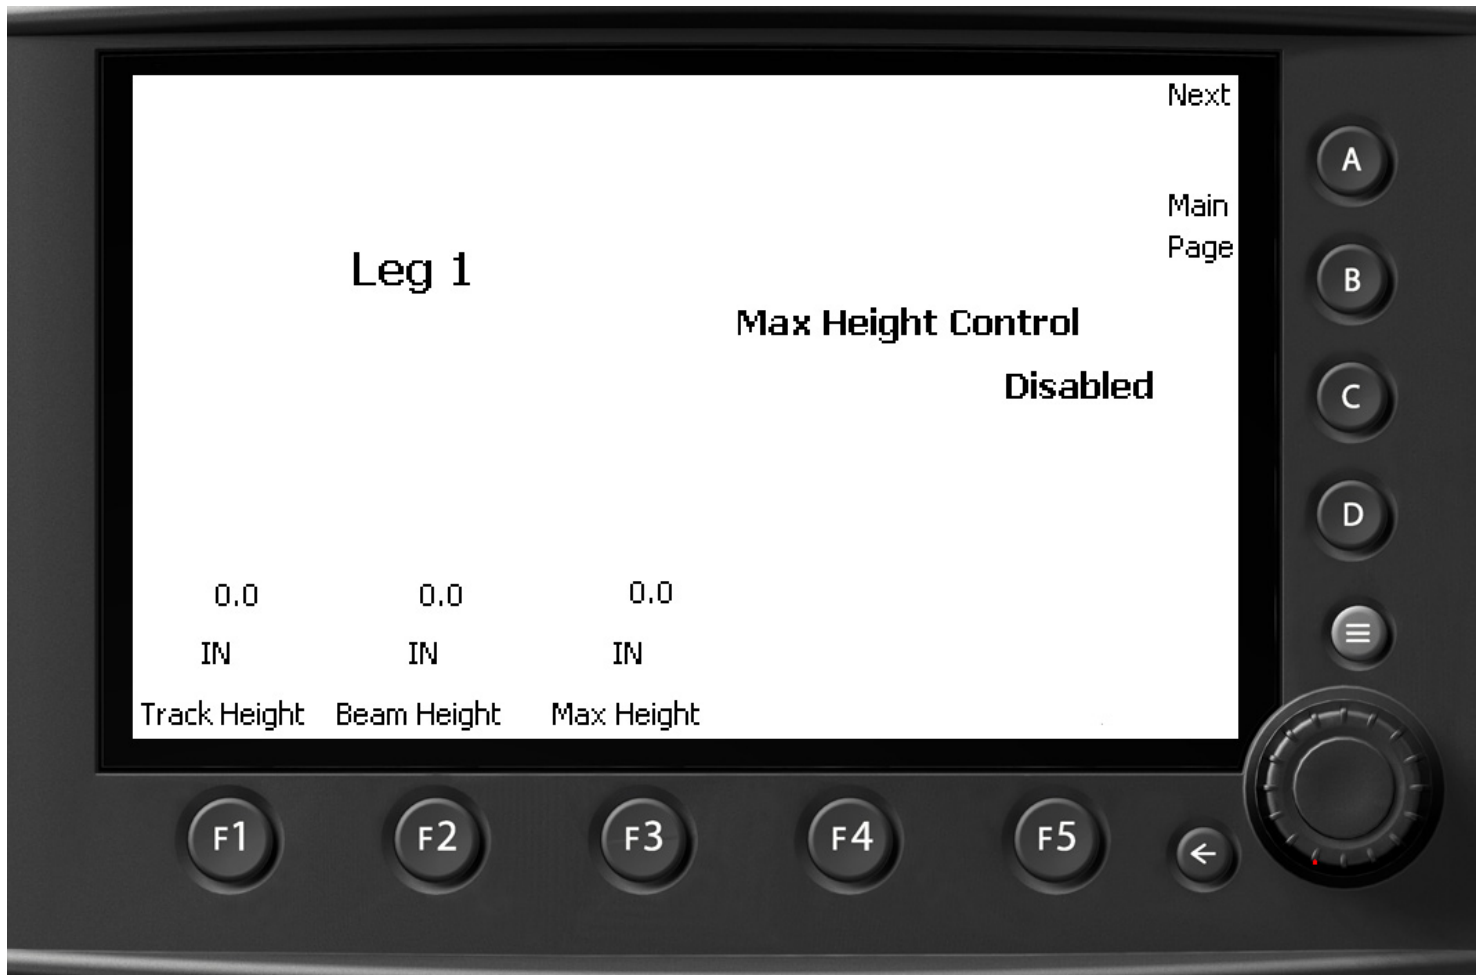 Next
A
Main
Page
B
Leg 1
Max Height Control
Disabled
C
D
0.0
0.0
0.0
IN
IN
IN
Track Height
Beam Height
Max Height
F1
F2
F3
F4
F5